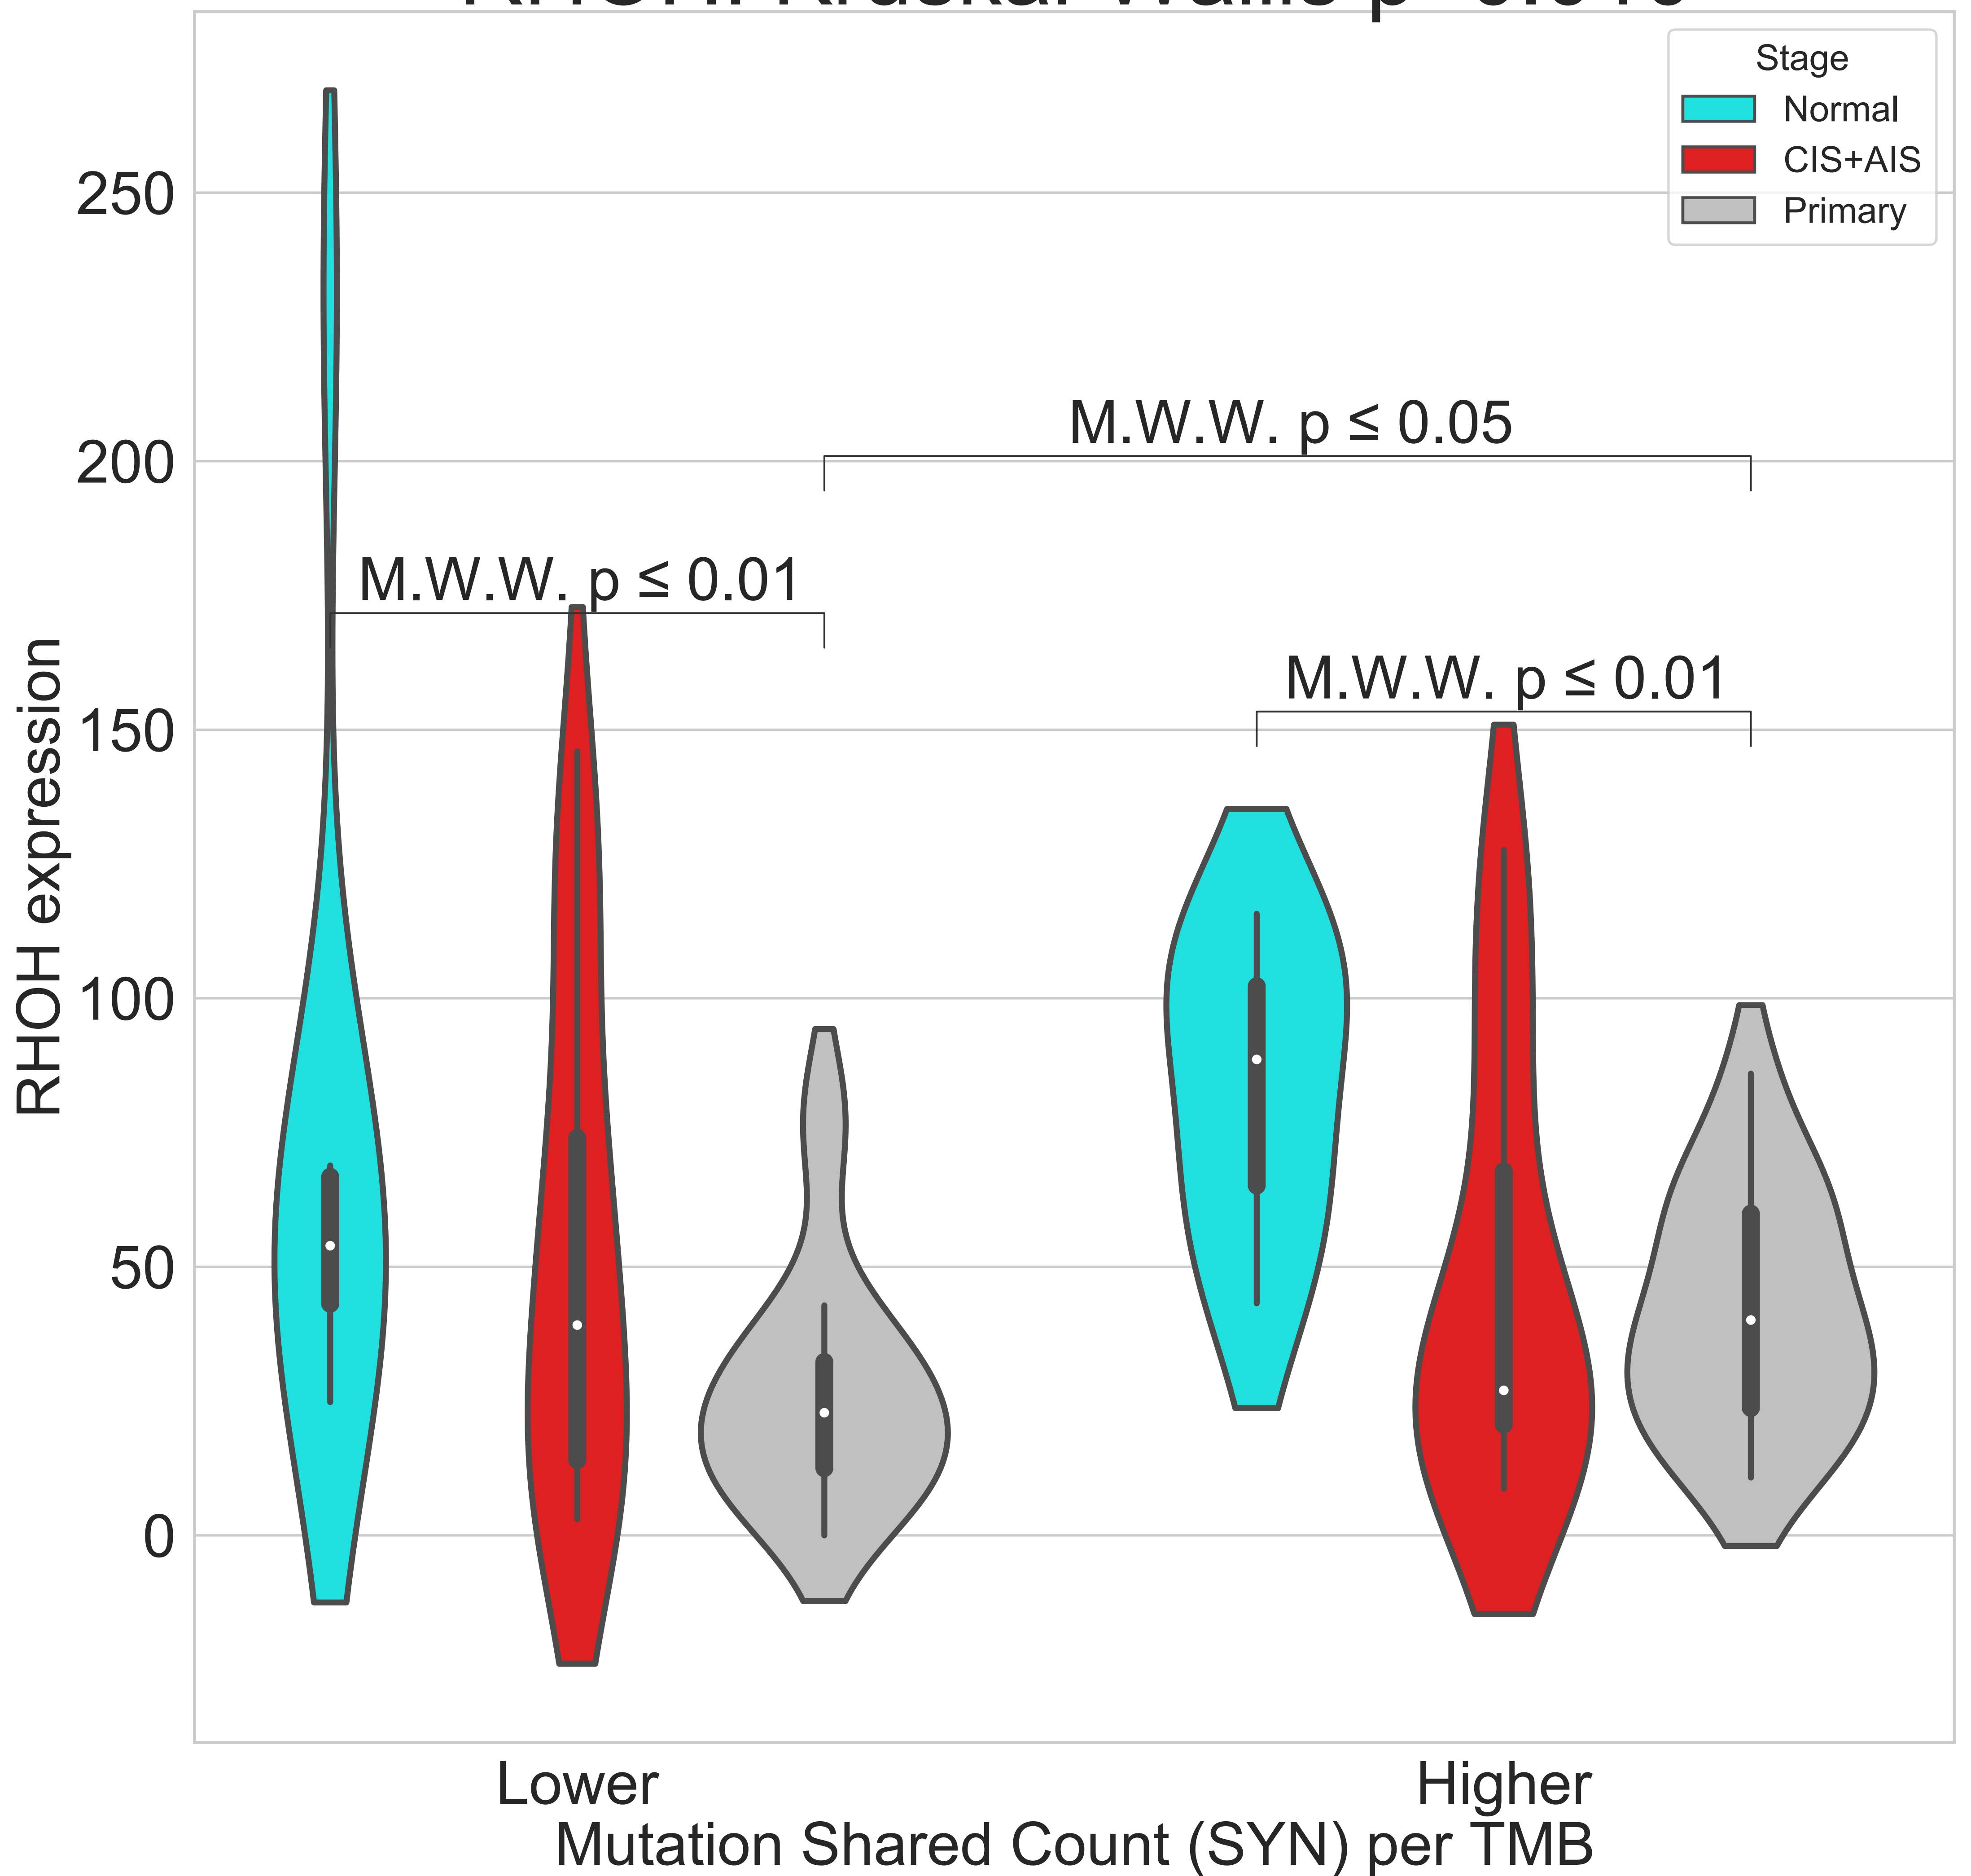 Stage
Normal
CIS+AIS
Primary
250
200
150
100
50
0
RHOH expression
M.W.W. p ≤ 0.05
M.W.W. p ≤ 0.01
M.W.W. p ≤ 0.01
Lower
Higher
Mutation Shared Count (SYN) per TMB